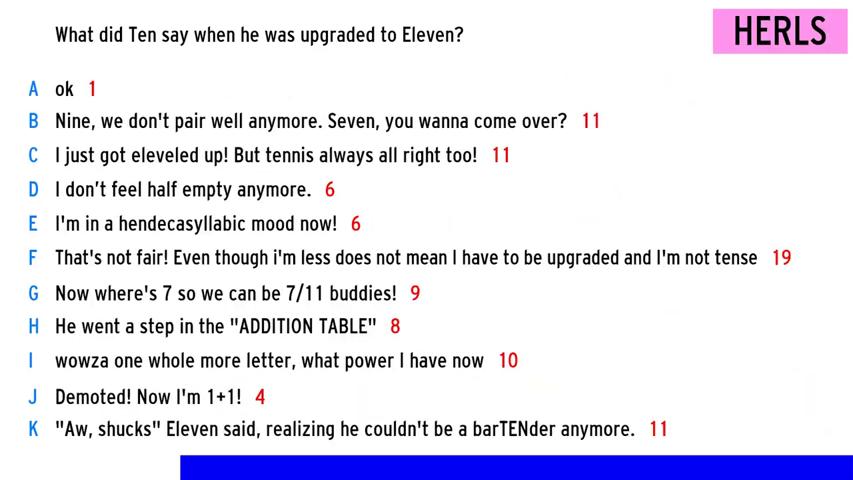 What did Ten say when he was upgraded to Eleven?
HERLS
A ok 1
B Nine, we don't pair well anymore. Seven, you wanna come over? 11
C I just got eleveled up! But tennis always all right too! 11
D I don’t feel half empty anymore. 6
E I'm in a hendecasyllabic mood now! 6
F That's not fair! Even though i'm less does not mean I have to be upgraded and I'm not tense 19
G Now where's 7 so we can be 7/11 buddies! 9
H He went a step in the "ADDITION TABLE" 8
I wowza one whole more letter, what power I have now 10
J Demoted! Now I'm 1+1! 4
K "Aw, shucks" Eleven said, realizing he couldn't be a barTENder anymore. 11